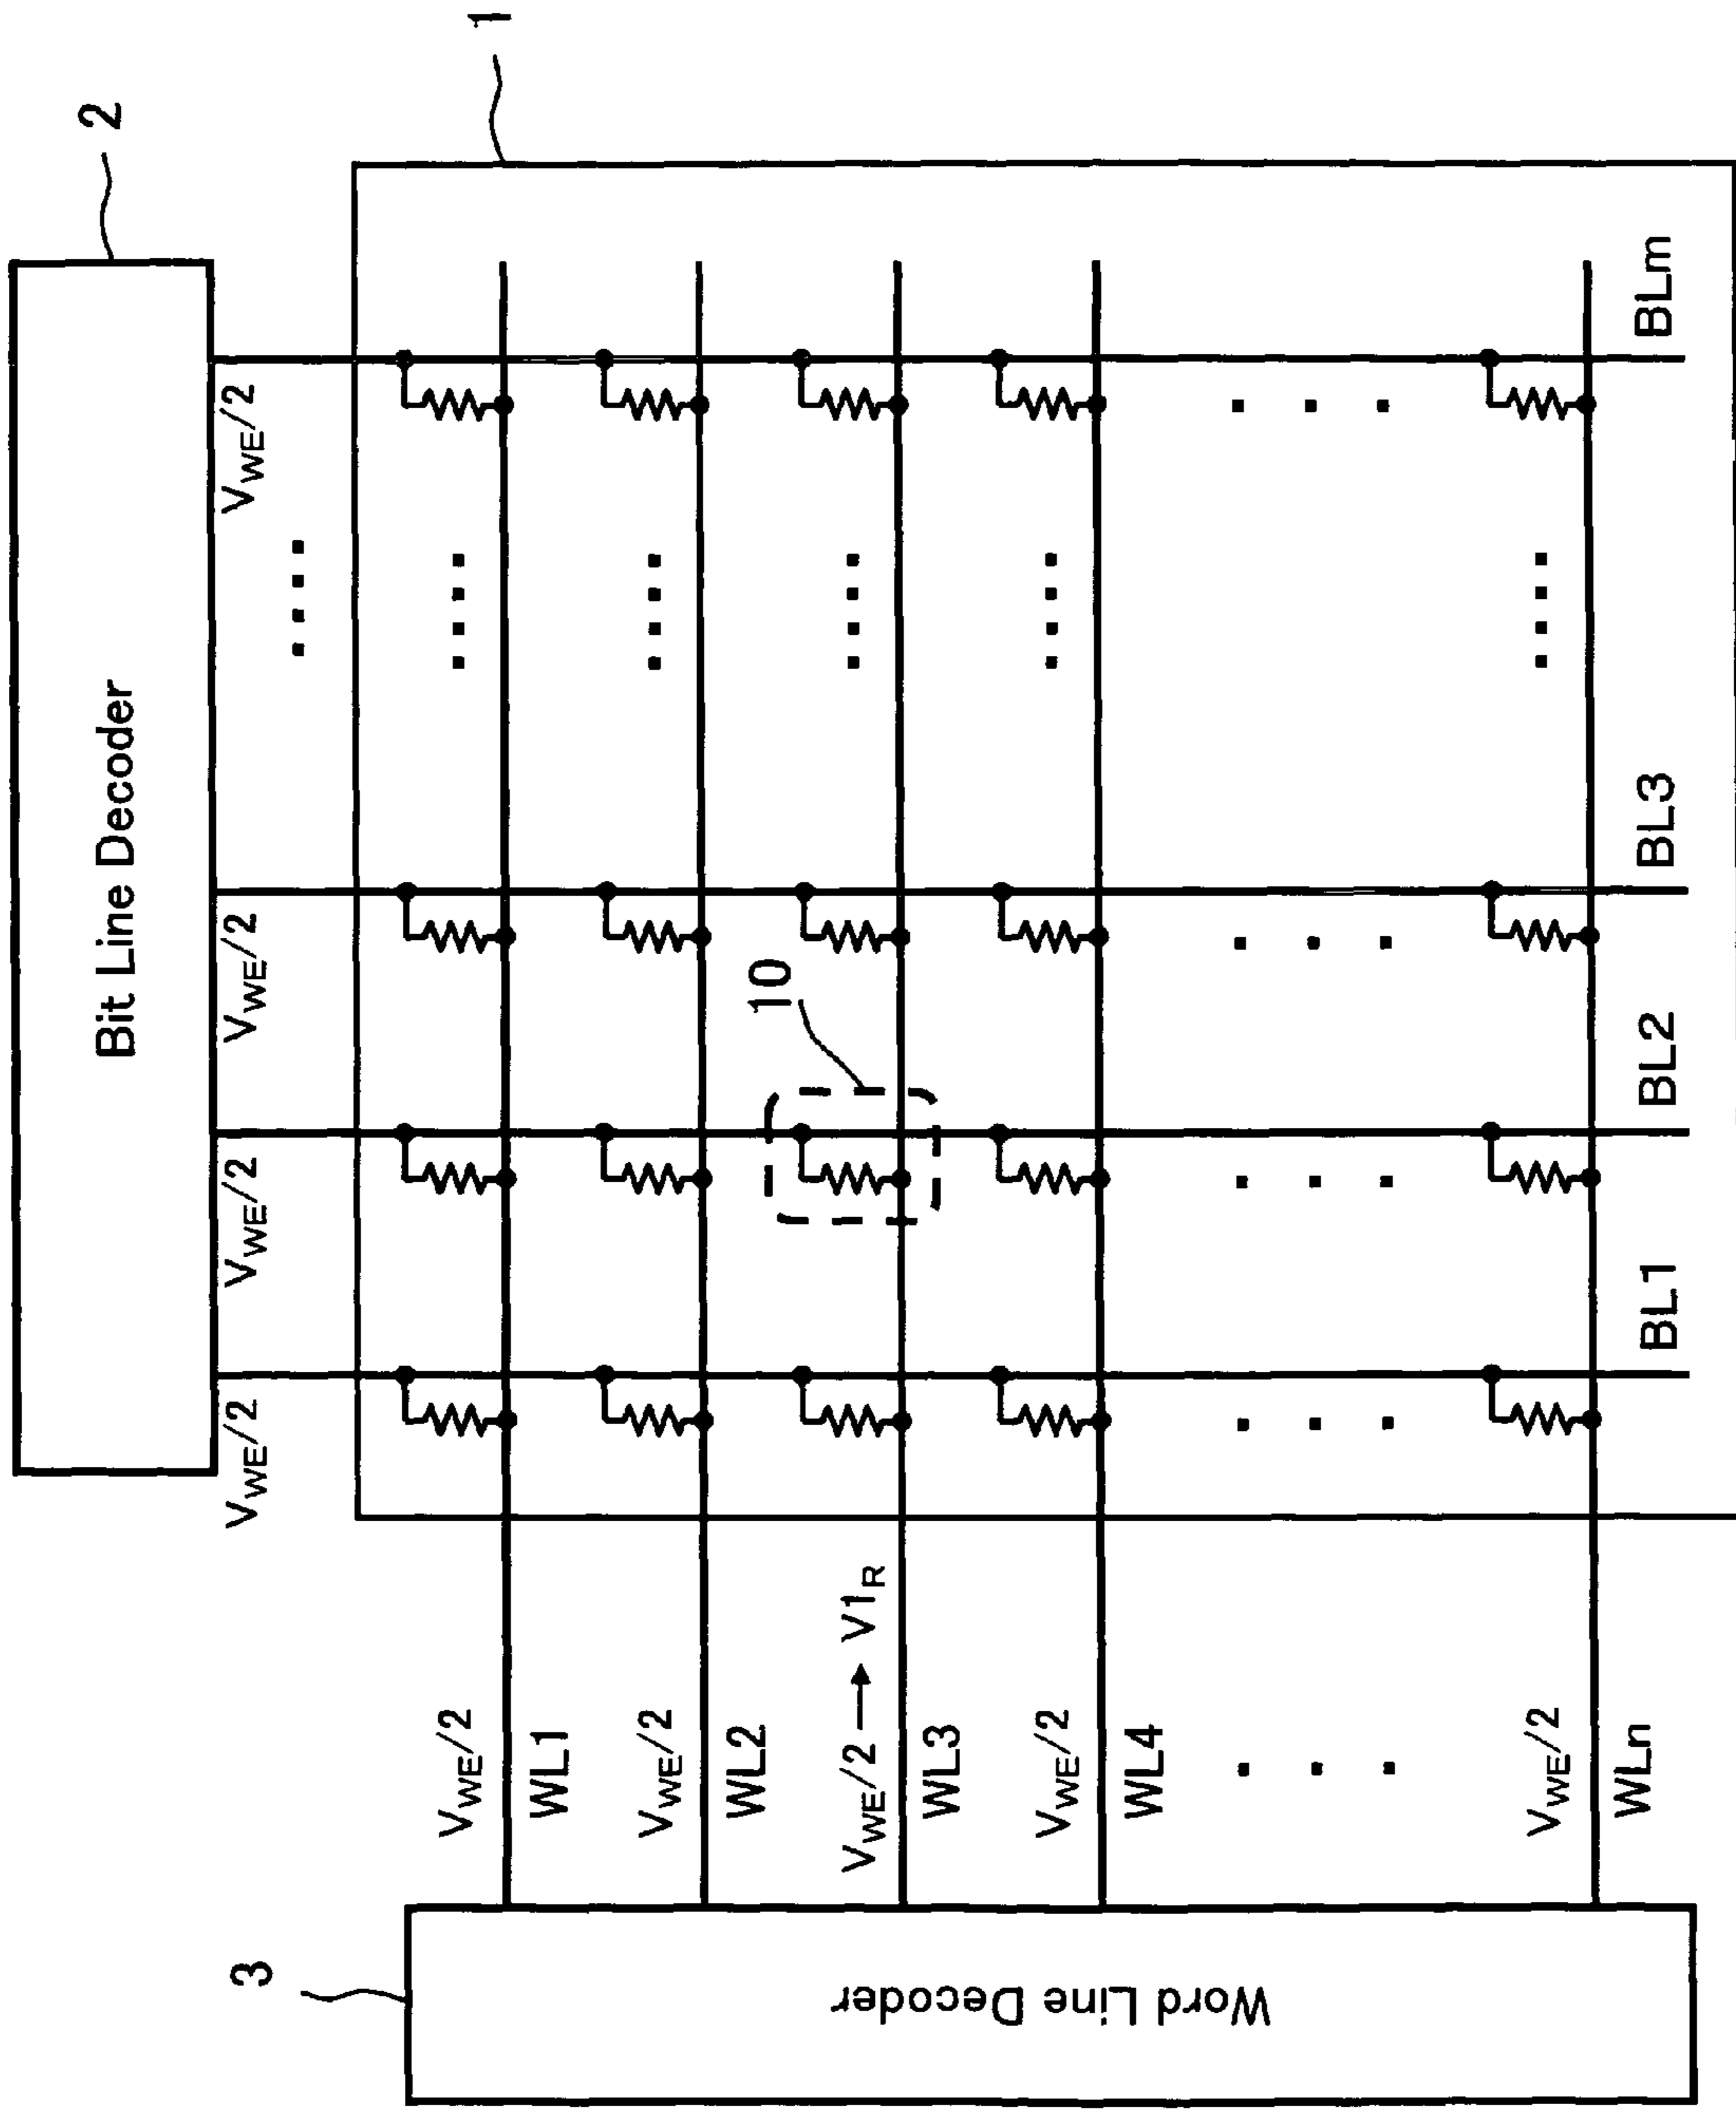 2
Bit Line Decoder
1
V_WE/2
V_WE/2
V_WE/2
V_WE/2
3
Word Line Decoder
V_WE/2
WL1
V_WE/2
WL2
V_WE/2 → V1_R
WL3
V_WE/2
WL4
V_WE/2
WLn
10
BL1
BL2
BL3
BLm